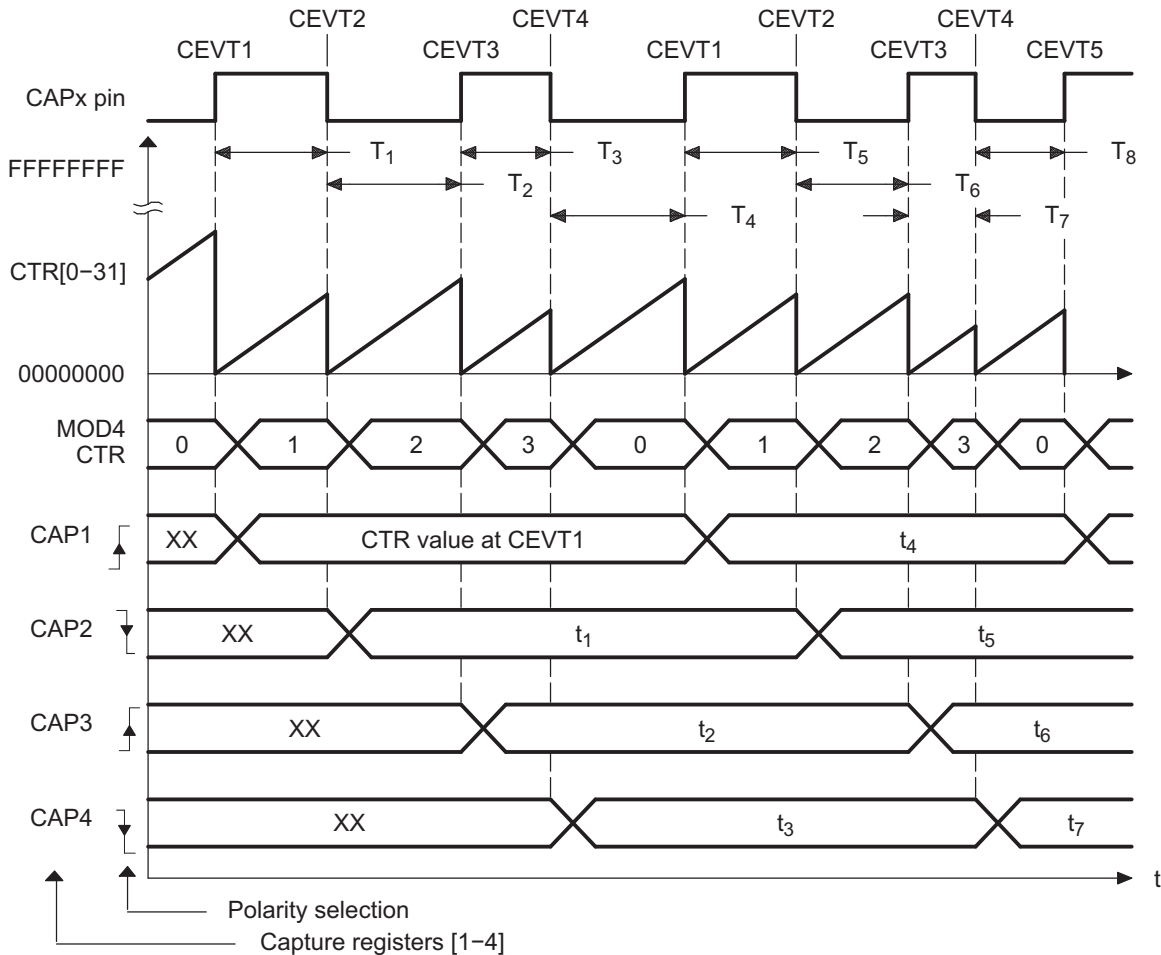 CEVT2 CEVT4 CEVT2 CEVT4
CEVT1 CEVT3 CEVT1 CEVT3 CEVT5
CAPx pin
T1 T3 T5 T8
FFFFFFFF
T2 T6
T4 T7
CTR[0−31]
00000000
MOD4
CTR
0 1 2 3 0 1 2 3 0
CAP1 XX CTR value at CEVT1 t4
CAP2 XX t1 t5
CAP3 XX t2 t6
CAP4 XX t3 t7
t
Polarity selection
Capture registers [1−4]